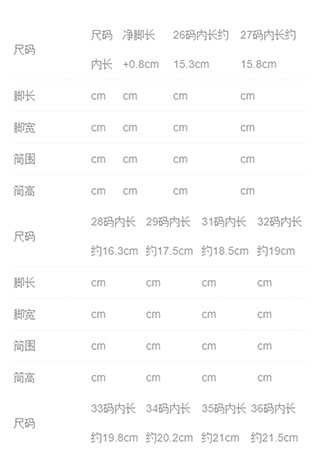 尺码 尺码内长 净脚长+0.8cm 26码内长约15.3cm 27码内长约15.8cm
脚长 cm cm cm cm
脚宽 cm cm cm cm
筒围 cm cm cm cm
筒高 cm cm cm cm
尺码 28码内长约16.3cm 29码内长约17.5cm 31码内长约18.5cm 32码内长约19cm
脚长 cm cm cm cm
脚宽 cm cm cm cm
筒围 cm cm cm cm
筒高 cm cm cm cm
尺码 33码内长约19.8cm 34码内长约20.2cm 35码内长约21cm 36码内长约21.5cm